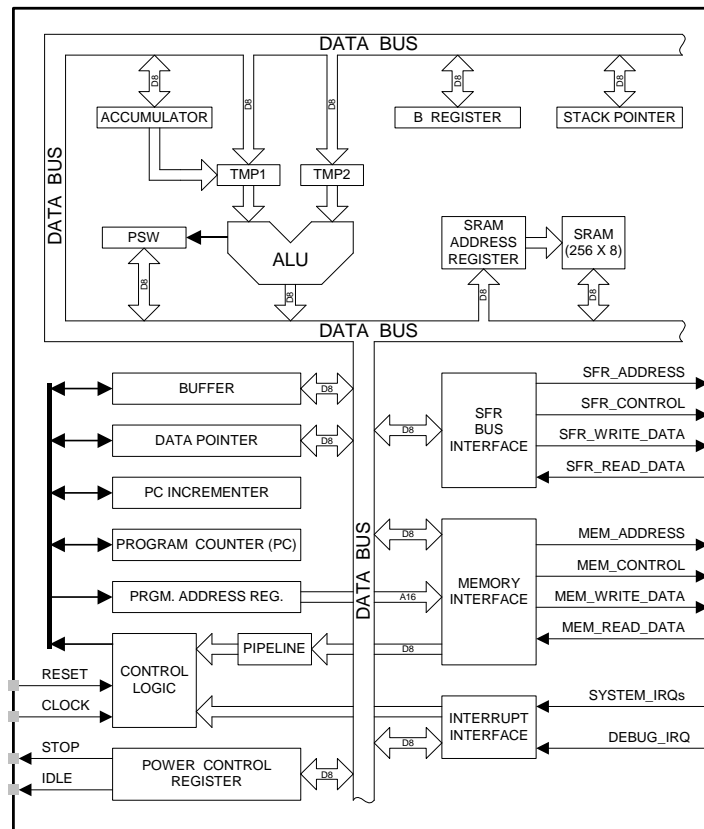 DATA BUS
D8
D8
D8
D8
D8
ACCUMULATOR
B REGISTER
STACK POINTER
DATA BUS
TMP1
TMP2
PSW
ALU
SRAM
ADDRESS
REGISTER
SRAM
(256 X 8)
D8
D8
D8
D8
DATA BUS
BUFFER
D8
DATA POINTER
D8
PC INCREMENTER
PROGRAM COUNTER (PC)
PRGM. ADDRESS REG.
A16
DATA BUS
D8
SFR
BUS
INTERFACE
SFR_ADDRESS
SFR_CONTROL
SFR_WRITE_DATA
SFR_READ_DATA
D8
MEMORY
INTERFACE
MEM_ADDRESS
MEM_CONTROL
MEM_WRITE_DATA
MEM_READ_DATA
PIPELINE
D8
CONTROL
LOGIC
RESET
CLOCK
INTERRUPT
INTERFACE
SYSTEM_IRQs
DEBUG_IRQ
D8
STOP
IDLE
POWER CONTROL
REGISTER
D8